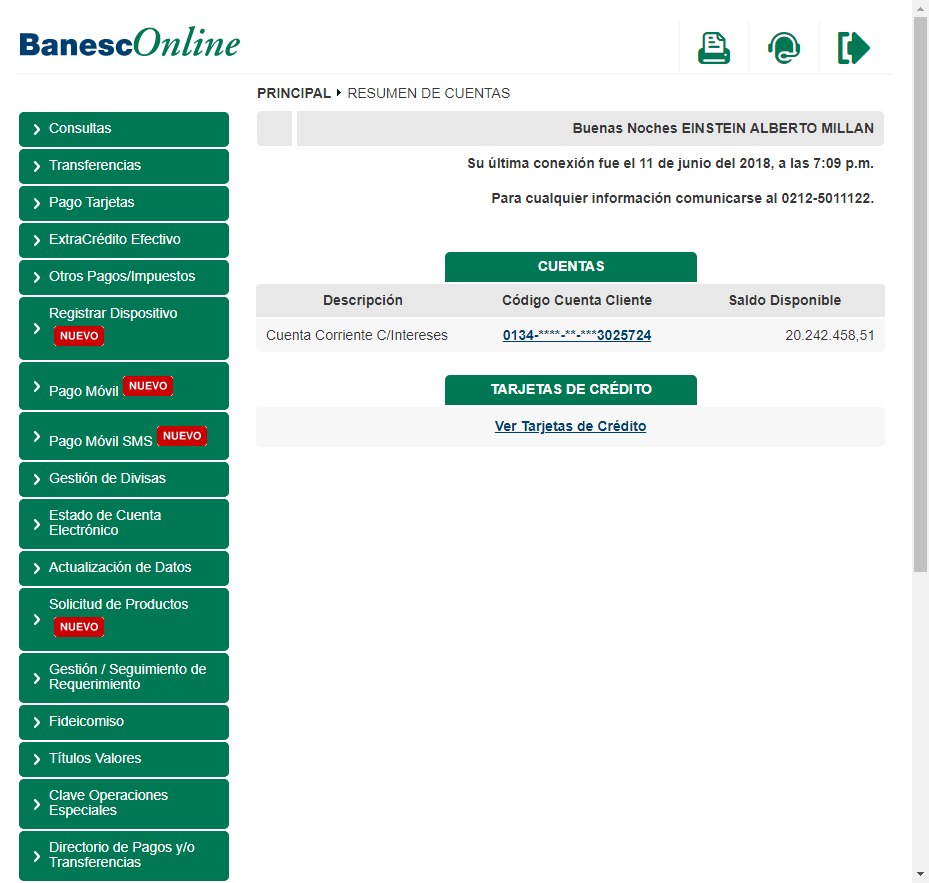 BanescOnline
PRINCIPAL RESUMEN DE CUENTAS
Buenas Noches EINSTEIN ALBERTO MILLAN
Su última conexión fue el 11 de junio del 2018, a las 7:09 p.m.
Para cualquier información comunicarse al 0212-5011122.
Consultas
Transferencias
Pago Tarjetas
ExtraCrédito Efectivo
Otros Pagos/Impuestos
Registrar Dispositivo
NUEVO
Pago Móvil NUEVO
Pago Móvil SMS NUEVO
Gestión de Divisas
Estado de Cuenta
Electrónico
Actualización de Datos
Solicitud de Productos
NUEVO
Gestión / Seguimiento de
Requerimiento
Fideicomiso
Títulos Valores
Clave Operaciones
Especiales
Directorio de Pagos y/o
Transferencias
CUENTAS
Descripción Código Cuenta Cliente Saldo Disponible
Cuenta Corriente C/Intereses 0134-****-**-***3025724 20.242.458,51
TARJETAS DE CRÉDITO
Ver Tarjetas de Crédito